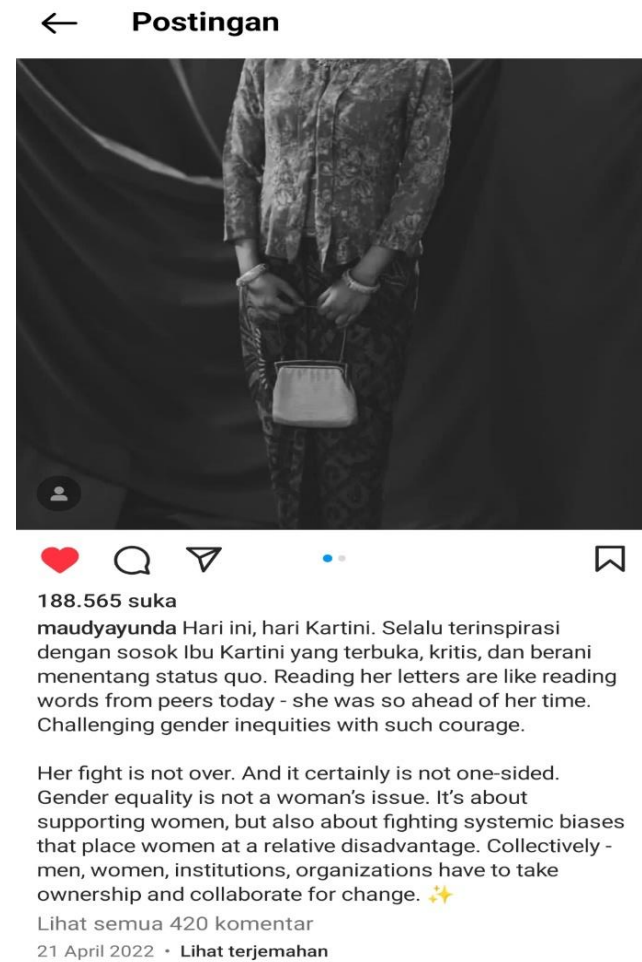 Postingan
188.565 suka
maudyayunda Hari ini, hari Kartini. Selalu terinspirasi
dengan sosok Ibu Kartini yang terbuka, kritis, dan berani
menentang status quo. Reading her letters are like reading
words from peers today - she was so ahead of her time.
Challenging gender inequities with such courage.
Her fight is not over. And it certainly is not one-sided.
Gender equality is not a woman’s issue. It’s about
supporting women, but also about fighting systemic biases
that place women at a relative disadvantage. Collectively -
men, women, institutions, organizations have to take
ownership and collaborate for change. ✨
Lihat semua 420 komentar
21 April 2022 • Lihat terjemahan